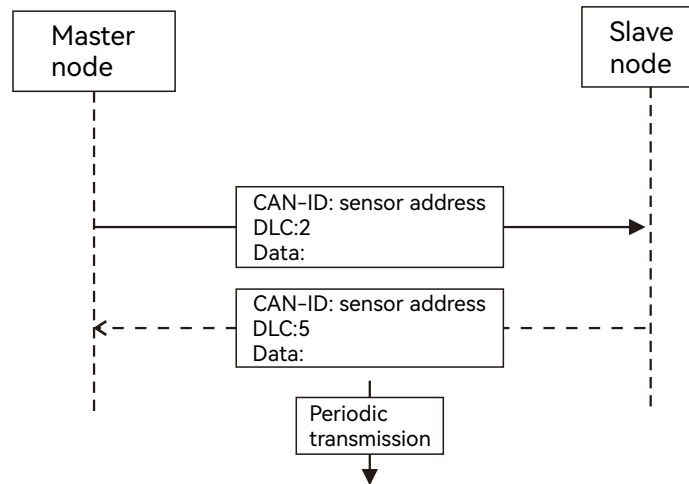 Master
node
Slave
node
CAN-ID: sensor address
DLC:2
Data:
CAN-ID: sensor address
DLC:5
Data:
Periodic
transmission